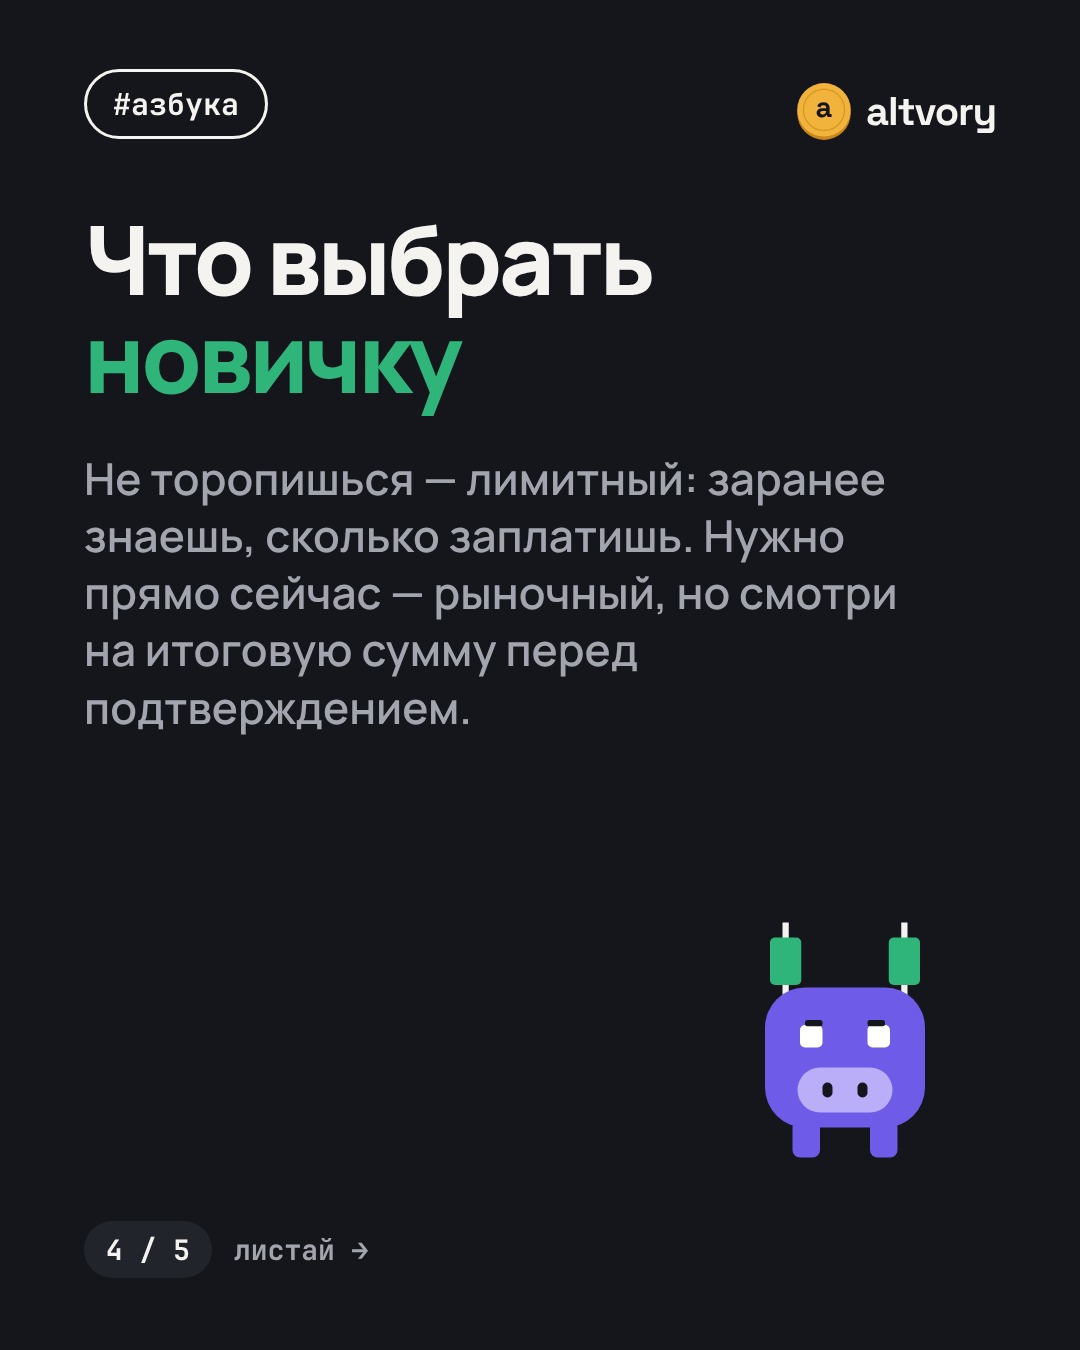 #азбука
a altvory
Что выбрать
новичку
Не торопишься — лимитный: заранее
знаешь, сколько заплатишь. Нужно
прямо сейчас — рыночный, но смотри
на итоговую сумму перед
подтверждением.
4 / 5 листай →